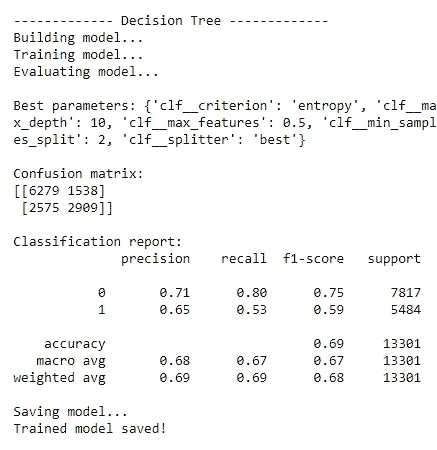 ------------- Decision Tree -------------
Building model...
Training model...
Evaluating model...
Best parameters: {'clf__criterion': 'entropy', 'clf__ma
x_depth': 10, 'clf__max_features': 0.5, 'clf__min_sampl
es_split': 2, 'clf__splitter': 'best'}
Confusion matrix:
[[6279 1538]
 [2575 2909]]
Classification report:
              precision    recall  f1-score   support
           0       0.71      0.80      0.75      7817
           1       0.65      0.53      0.59      5484
    accuracy                           0.69     13301
   macro avg       0.68      0.67      0.67     13301
weighted avg       0.69      0.69      0.68     13301
Saving model...
Trained model saved!